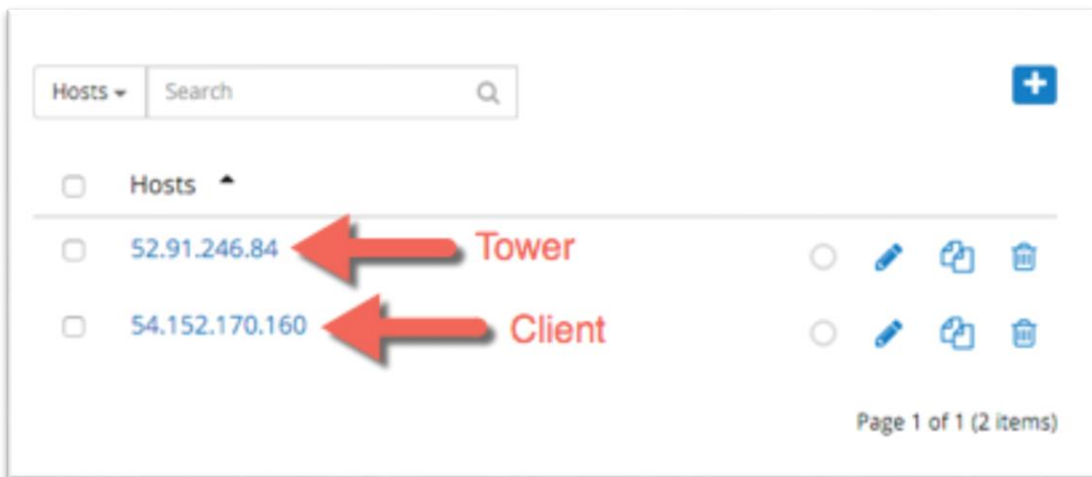 Hosts Search
Hosts
52.91.246.84 Tower
54.152.170.160 Client
Page 1 of 1 (2 items)